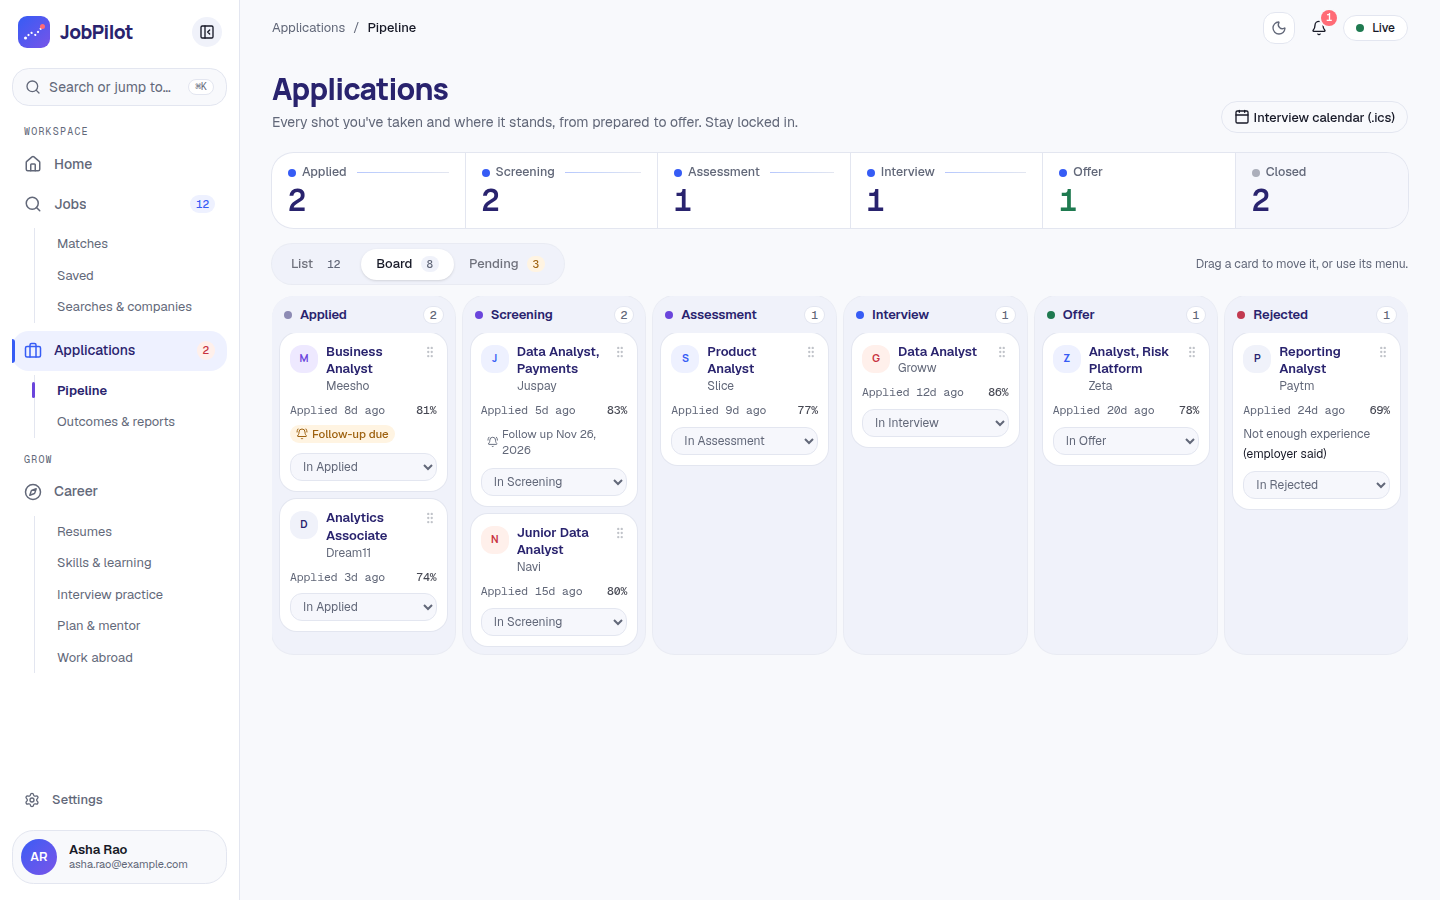 JobPilot
Search or jump to... ⌘K
WORKSPACE
Home
Jobs 12
Matches
Saved
Searches & companies
Applications 2
Pipeline
Outcomes & reports
GROW
Career
Resumes
Skills & learning
Interview practice
Plan & mentor
Work abroad
Settings
AR
Asha Rao
asha.rao@example.com
Applications / Pipeline
1
Live
Applications
Every shot you've taken and where it stands, from prepared to offer. Stay locked in.
Interview calendar (.ics)
Applied
2
Screening
2
Assessment
1
Interview
1
Offer
1
Closed
2
List 12
Board 8
Pending 3
Drag a card to move it, or use its menu.
Applied 2
M
Business
Analyst
Meesho
Applied 8d ago 81%
Follow-up due
In Applied
D
Analytics
Associate
Dream11
Applied 3d ago 74%
In Applied
Screening 2
J
Data Analyst,
Payments
Juspay
Applied 5d ago 83%
Follow up Nov 26,
2026
In Screening
N
Junior Data
Analyst
Navi
Applied 15d ago 80%
In Screening
Assessment 1
S
Product
Analyst
Slice
Applied 9d ago 77%
In Assessment
Interview 1
G
Data Analyst
Groww
Applied 12d ago 86%
In Interview
Offer 1
Z
Analyst, Risk
Platform
Zeta
Applied 20d ago 78%
In Offer
Rejected 1
P
Reporting
Analyst
Paytm
Applied 24d ago 69%
Not enough experience
(employer said)
In Rejected